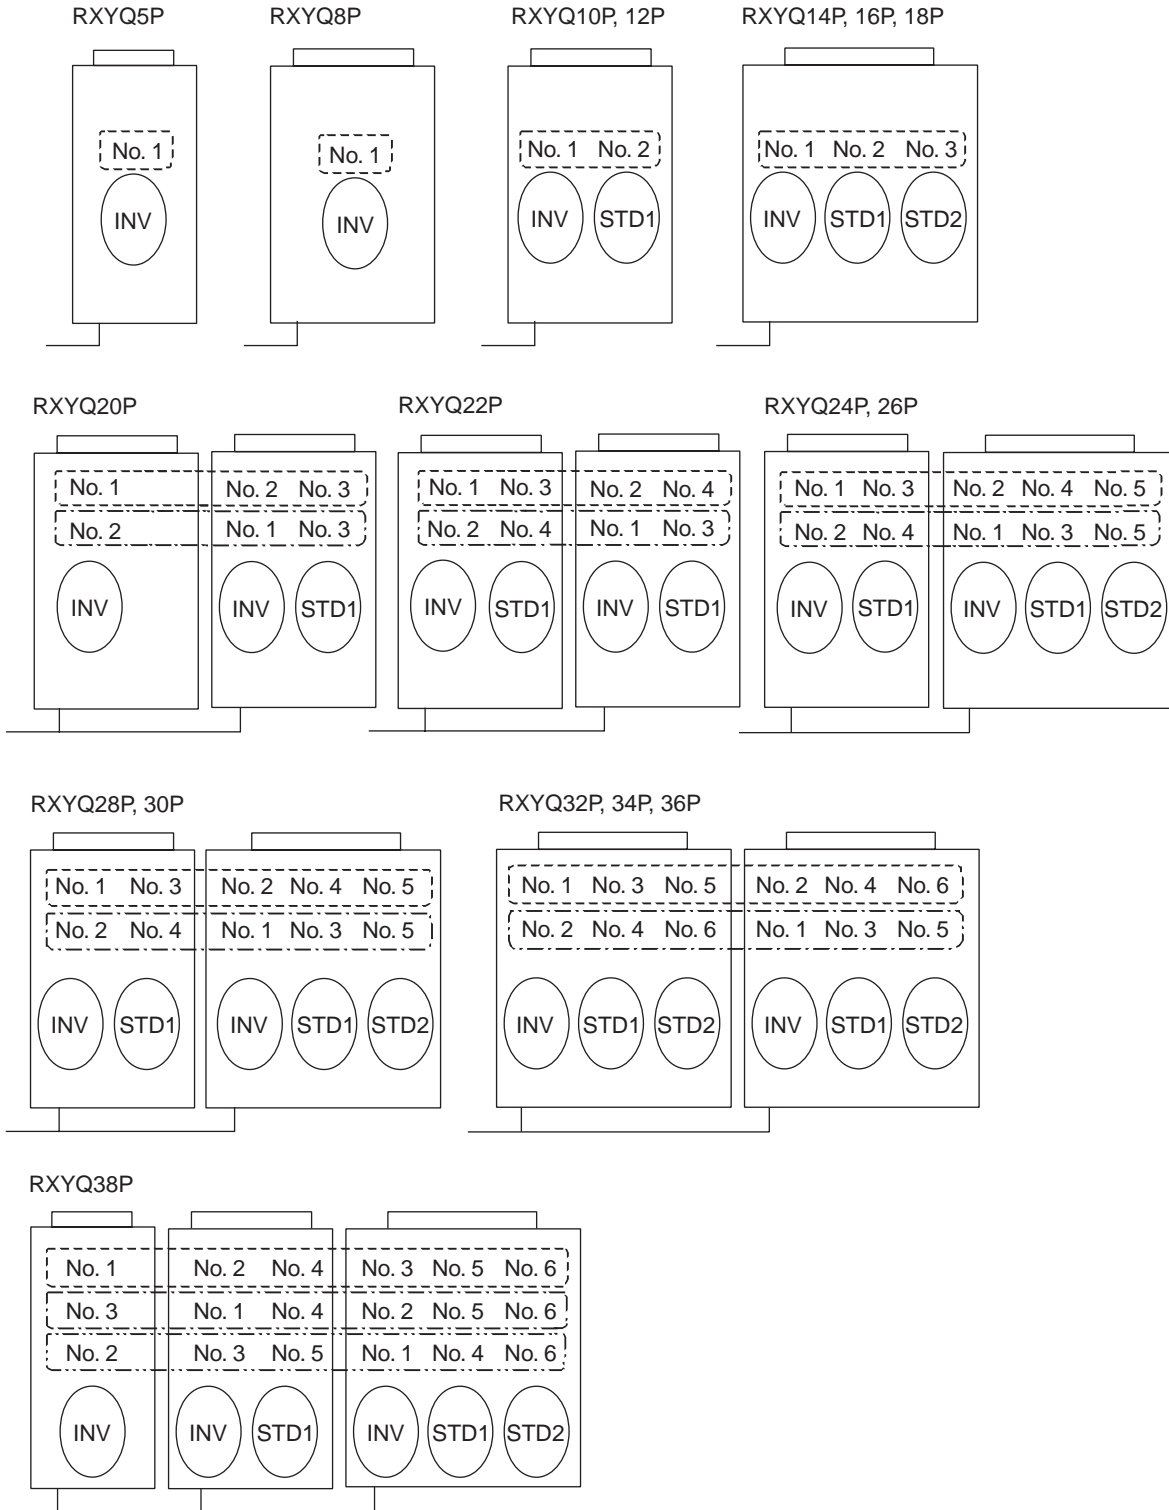 RXYQ5P RXYQ8P RXYQ10P, 12P RXYQ14P, 16P, 18P
No. 1 No. 1 No. 1 No. 2 No. 1 No. 2 No. 3
INV INV INV STD1 INV STD1 STD2
RXYQ20P RXYQ22P RXYQ24P, 26P
No. 1 No. 2 No. 3 No. 1 No. 3 No. 2 No. 4 No. 1 No. 3 No. 2 No. 4 No. 5
No. 2 No. 1 No. 3 No. 2 No. 4 No. 1 No. 3 No. 2 No. 4 No. 1 No. 3 No. 5
INV INV STD1 INV STD1 INV STD1 INV STD1 INV STD1 STD2
RXYQ28P, 30P RXYQ32P, 34P, 36P
No. 1 No. 3 No. 2 No. 4 No. 5 No. 1 No. 3 No. 5 No. 2 No. 4 No. 6
No. 2 No. 4 No. 1 No. 3 No. 5 No. 2 No. 4 No. 6 No. 1 No. 3 No. 5
INV STD1 INV STD1 STD2 INV STD1 STD2 INV STD1 STD2
RXYQ38P
No. 1 No. 2 No. 4 No. 3 No. 5 No. 6
No. 3 No. 1 No. 4 No. 2 No. 5 No. 6
No. 2 No. 3 No. 5 No. 1 No. 4 No. 6
INV INV STD1 INV STD1 STD2